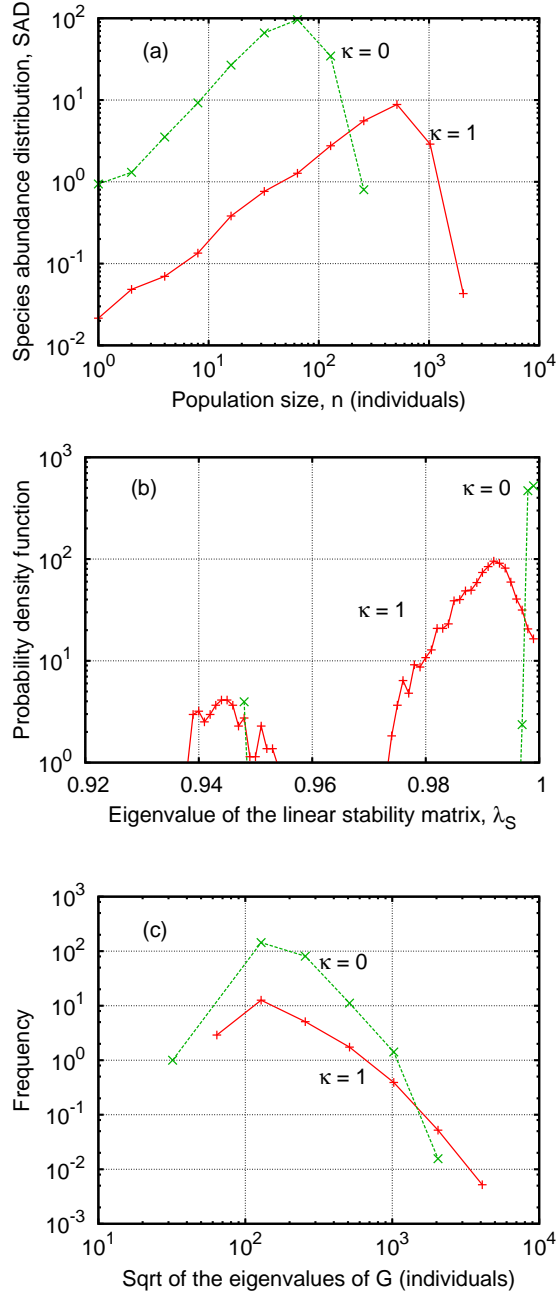 (a)
κ = 0
κ = 1
Species abundance distribution, SAD
10^2
10^1
10^0
10^-1
10^-2
10^0 10^1 10^2 10^3 10^4
Population size, n (individuals)
(b)
κ = 0
κ = 1
Probability density function
10^3
10^2
10^1
10^0
0.92 0.94 0.96 0.98 1
Eigenvalue of the linear stability matrix, λ_S
(c)
κ = 0
κ = 1
Frequency
10^3
10^2
10^1
10^0
10^-1
10^-2
10^-3
10^1 10^2 10^3 10^4
Sqrt of the eigenvalues of G (individuals)